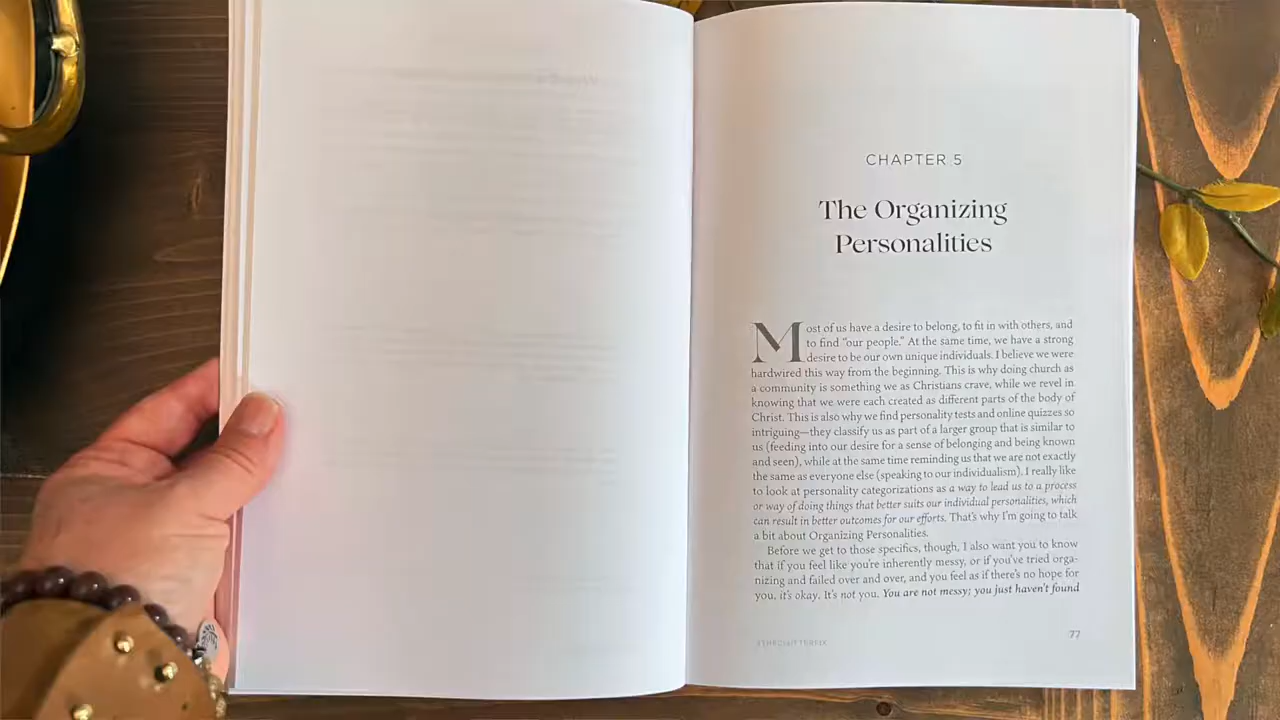 CHAPTER 5
The Organizing
Personalities
Most of us have a desire to belong, to fit in with others, and
to find “our people.” At the same time, we have a strong
desire to be our own unique individuals. I believe we were
hardwired this way from the beginning. This is why doing church as
a community is something we as Christians crave, while we revel in
knowing that we were each created as different parts of the body of
Christ. This is also why we find personality tests and online quizzes so
intriguing—they classify us as part of a larger group that is similar to
us (feeding into our desire for a sense of belonging and being known
and seen), while at the same time reminding us that we are not exactly
the same as everyone else (speaking to our individualism). I really like
to look at personality categorizations as a way to lead us to a process
or way of doing things that better suits our individual personalities, which
can result in better outcomes for our efforts. That’s why I’m going to talk
a bit about Organizing Personalities.
Before we get to those specifics, though, I also want you to know
that if you feel like you’re inherently messy, or if you’ve tried orga-
nizing and failed over and over, and you feel as if there’s no hope for
you, it’s okay. It’s not you. You are not messy; you just haven’t found
77